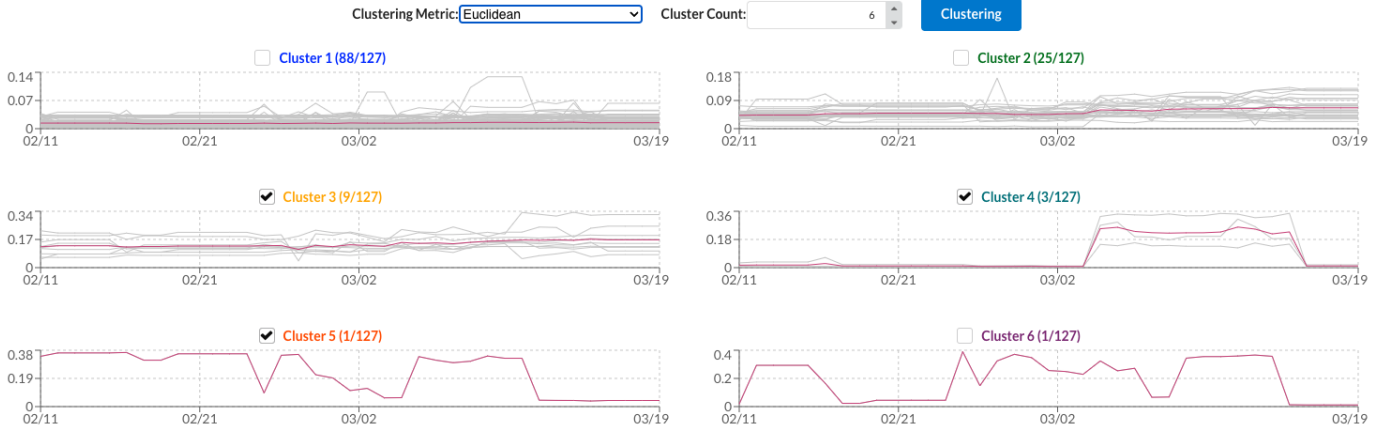 Clustering Metric: Euclidean Cluster Count: 6 Clustering
Cluster 1 (88/127) Cluster 2 (25/127)
0.14 0.18
0.07 0.09
0 0
02/11 02/21 03/02 03/19 02/11 02/21 03/02 03/19
Cluster 3 (9/127) Cluster 4 (3/127)
0.34 0.36
0.17 0.18
0 0
02/11 02/21 03/02 03/19 02/11 02/21 03/02 03/19
Cluster 5 (1/127) Cluster 6 (1/127)
0.38 0.4
0.19 0.2
0 0
02/11 02/21 03/02 03/19 02/11 02/21 03/02 03/19